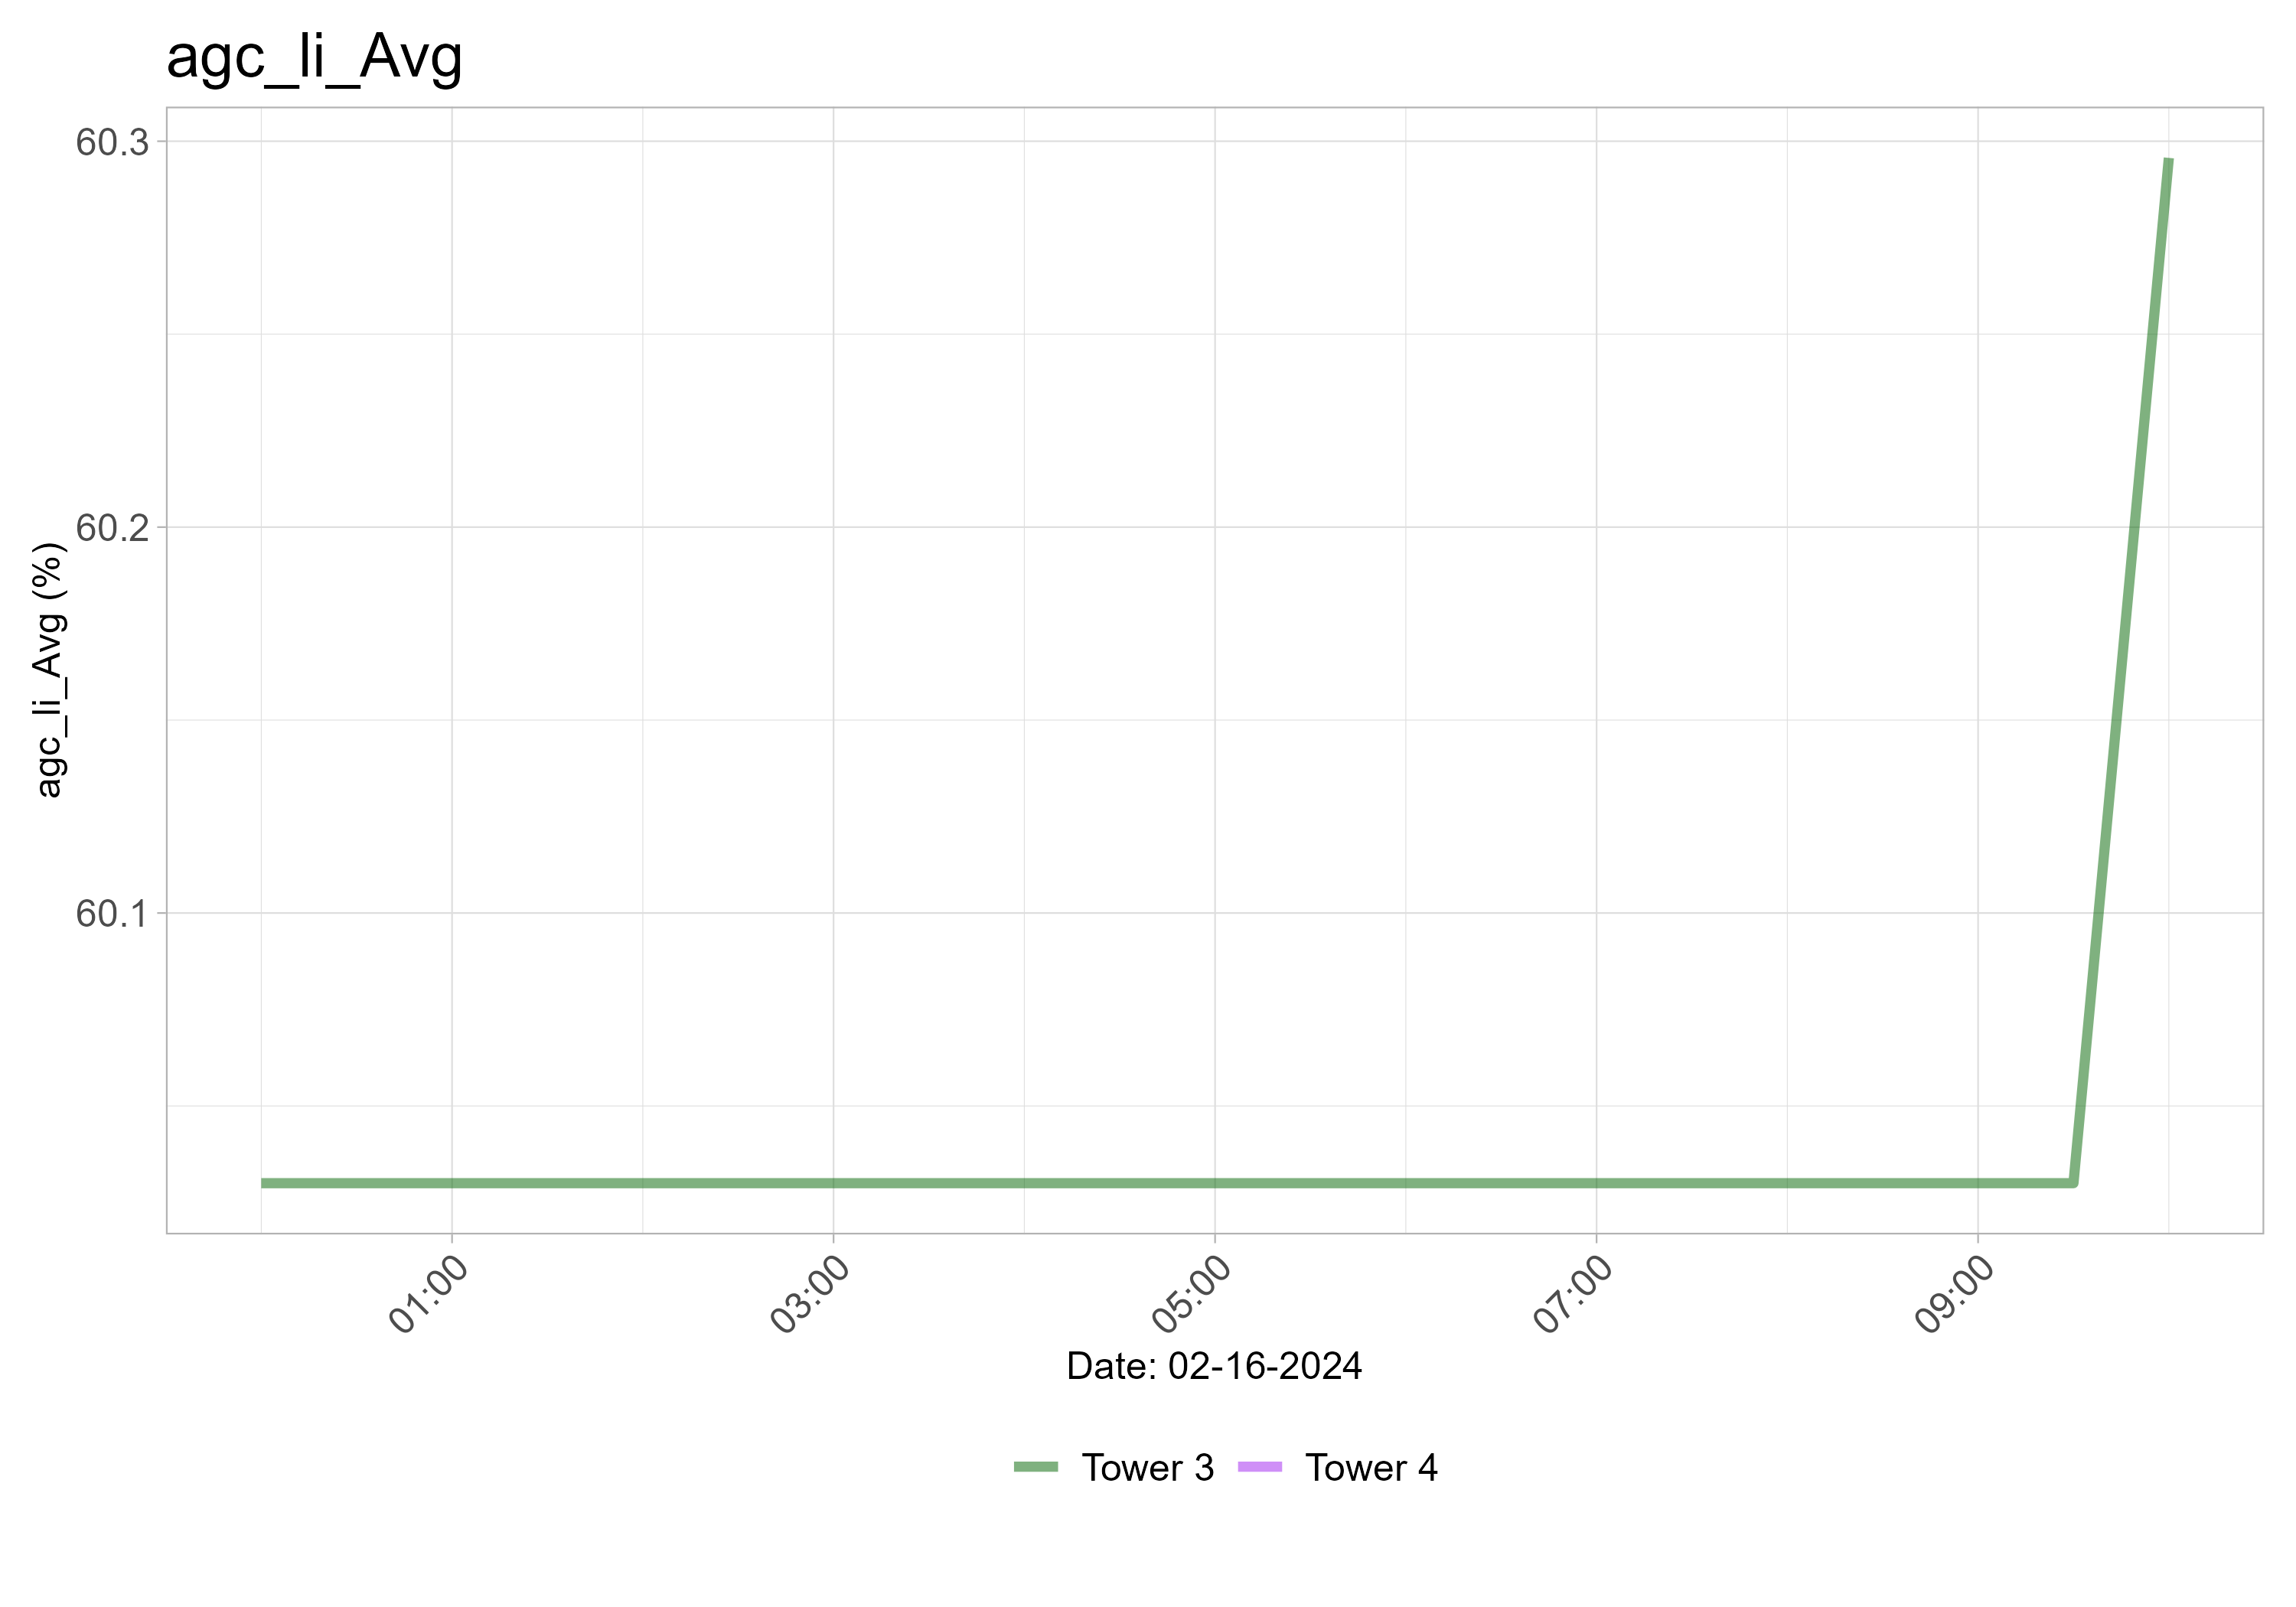 agc_li_Avg
60.3
60.2
60.1
agc_li_Avg (%)
01:00 03:00 05:00 07:00 09:00
Date: 02-16-2024
Tower 3 Tower 4